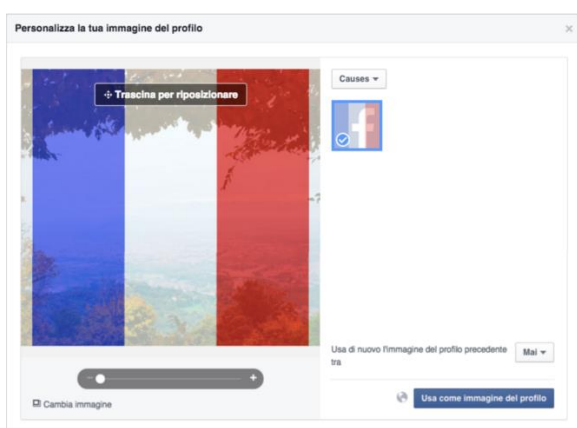 Personalizza la tua immagine del profilo
Trascina per riposizionare
Causes
Usa di nuovo l'immagine del profilo precedente
tra
Mai
Cambia immagine
Usa come immagine del profilo